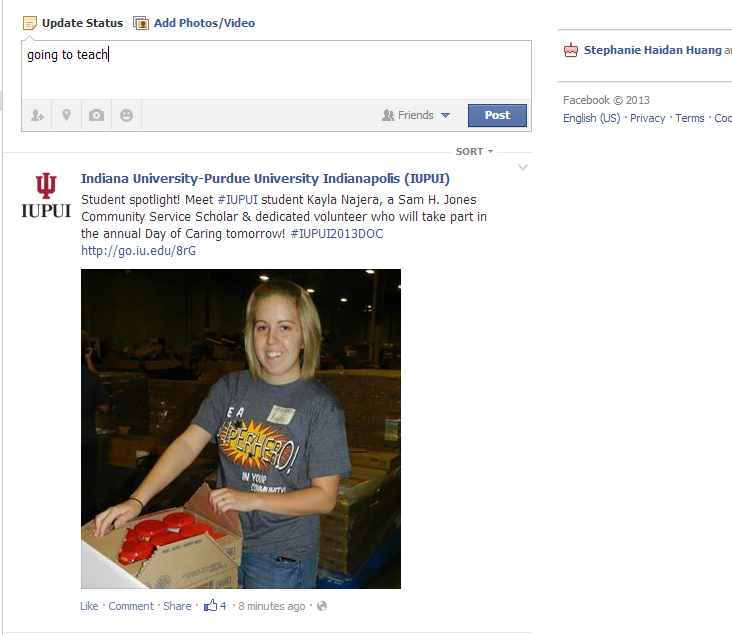 Update Status Add Photos/Video
going to teach
Friends Post
Stephanie Haidan Huang
Facebook © 2013
English (US) · Privacy · Terms ·
SORT
IUPUI
Indiana University-Purdue University Indianapolis (IUPUI)
Student spotlight! Meet #IUPUI student Kayla Najera, a Sam H. Jones
Community Service Scholar & dedicated volunteer who will take part in
the annual Day of Caring tomorrow! #IUPUI2013DOC
http://go.iu.edu/8rG
BE A
SUPERHERO!
IN YOUR
COMMUNITY!
Like · Comment · Share · 4 · 8 minutes ago ·